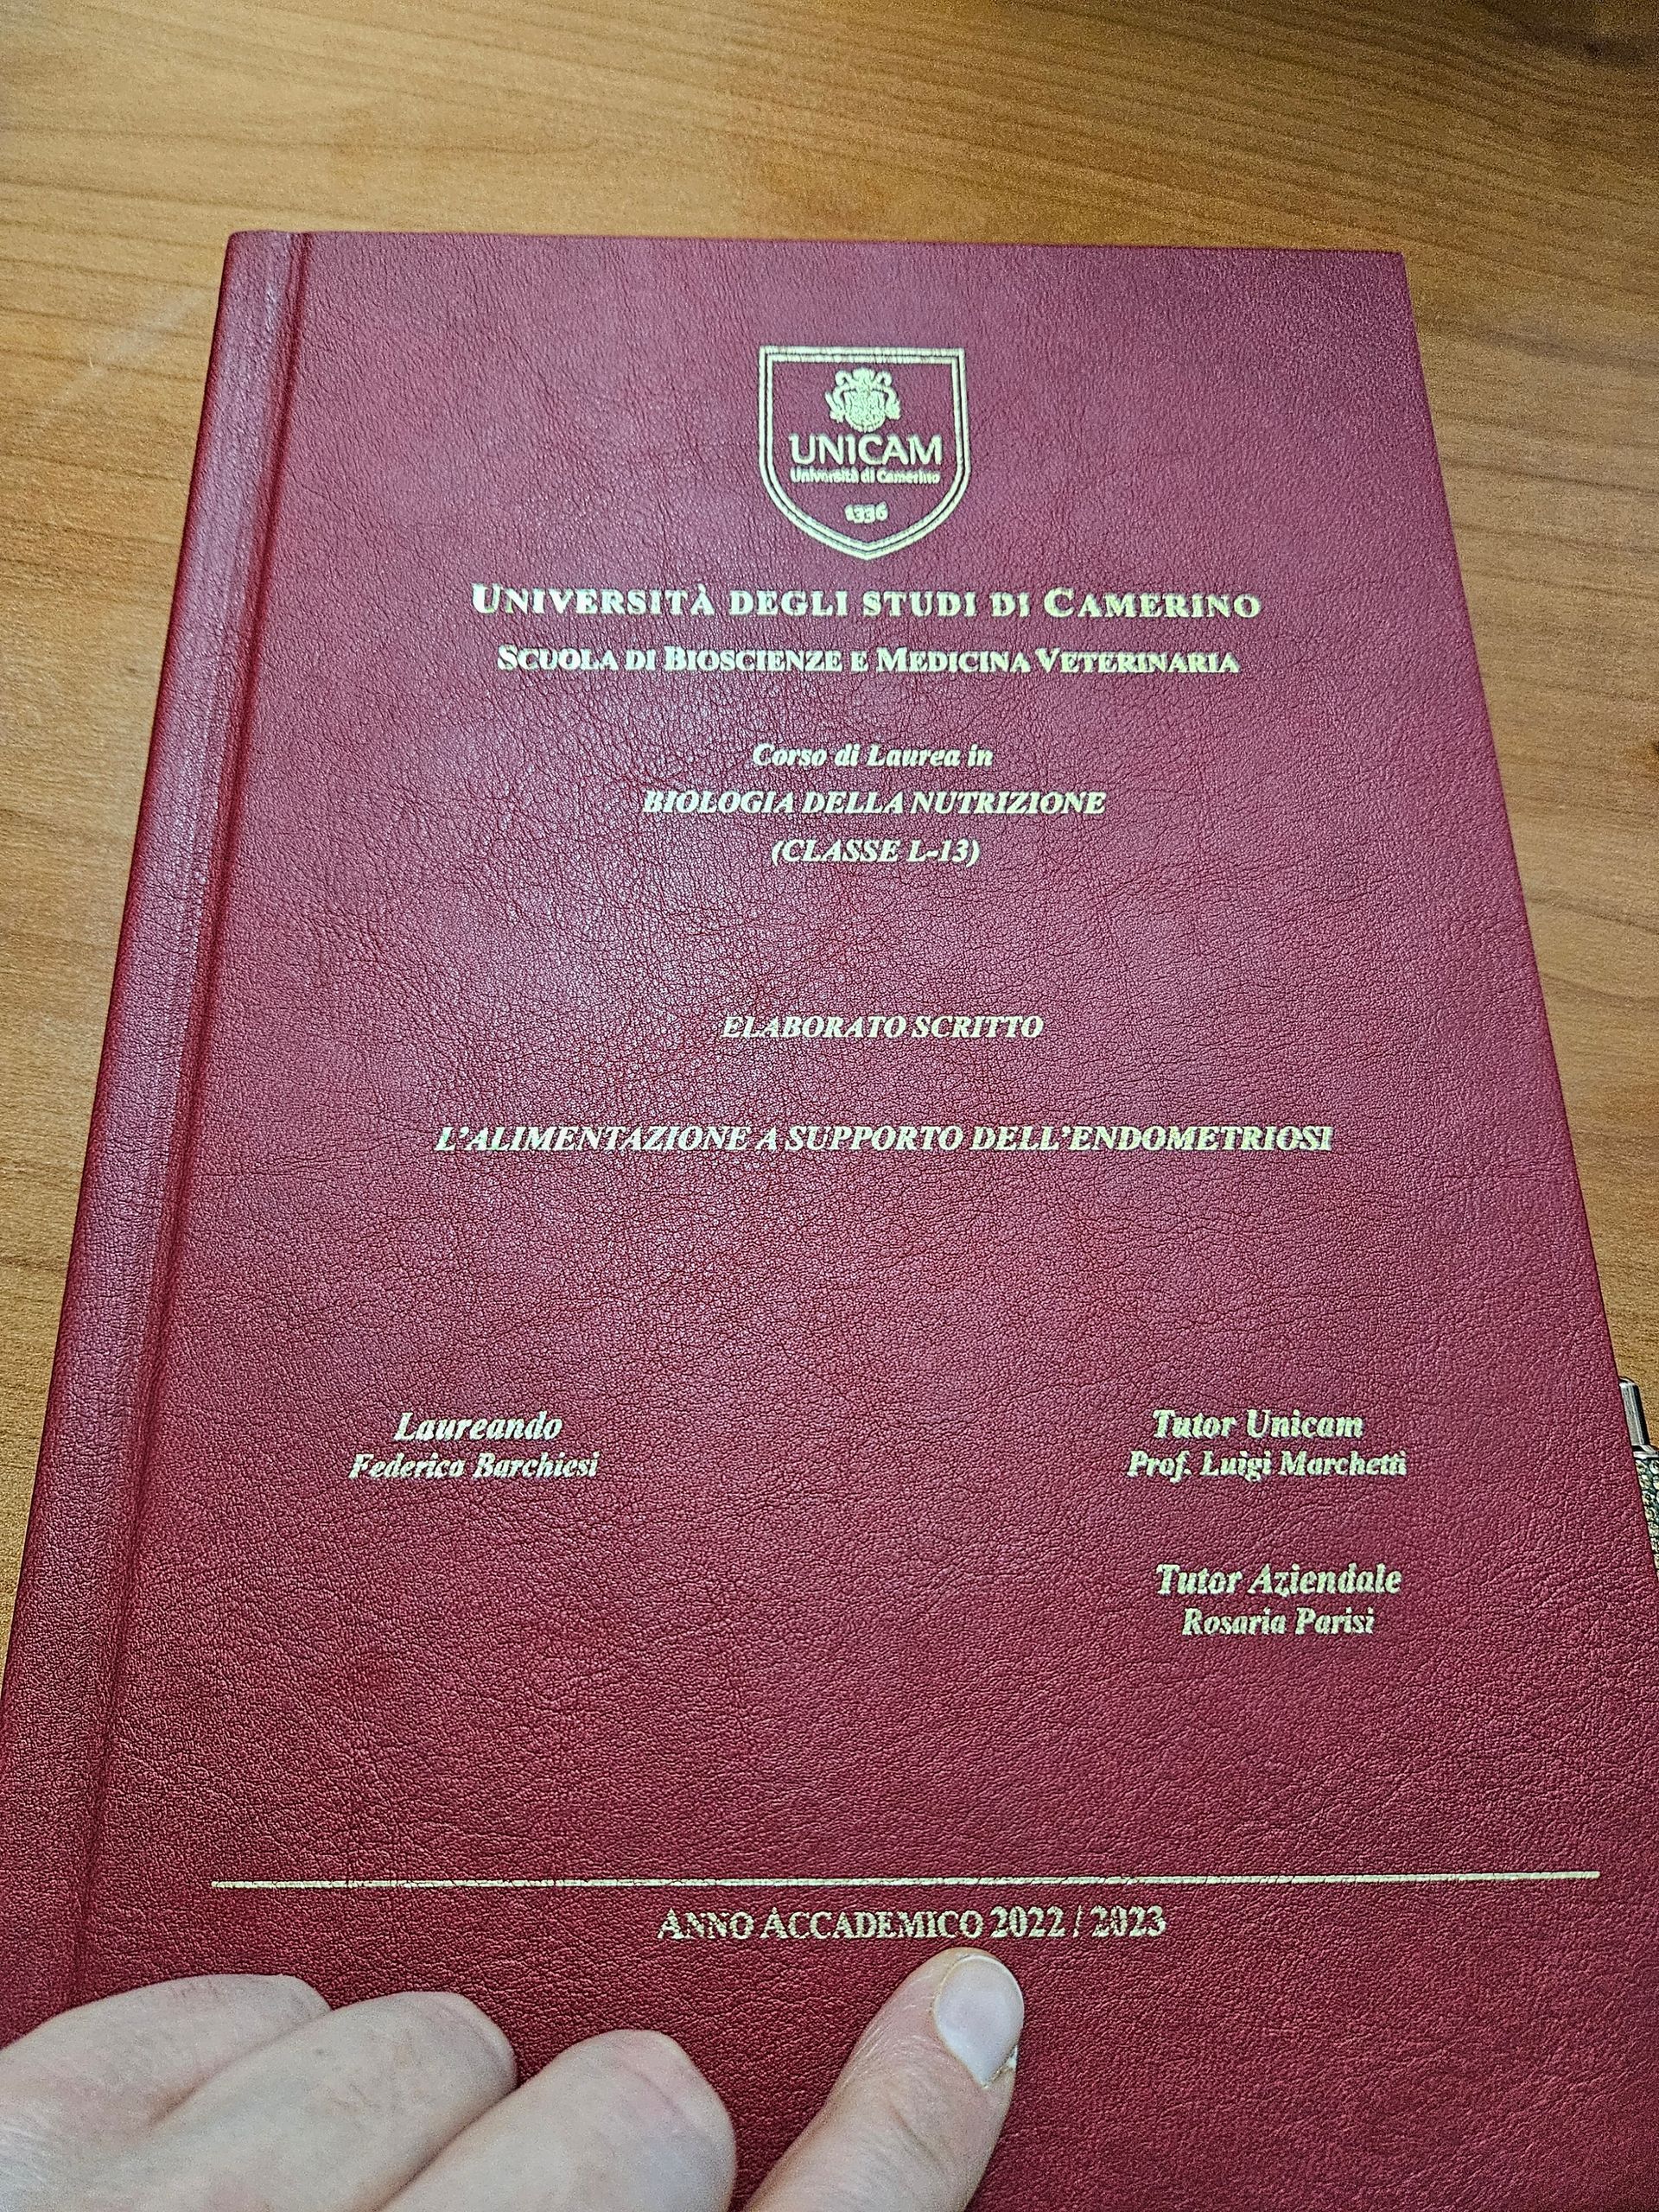 UNICAM
Università di Camerino
1336
UNIVERSITÀ DEGLI STUDI DI CAMERINO
SCUOLA DI BIOSCIENZE E MEDICINA VETERINARIA
Corso di Laurea in
BIOLOGIA DELLA NUTRIZIONE
(CLASSE L-13)
ELABORATO SCRITTO
L'ALIMENTAZIONE A SUPPORTO DELL'ENDOMETRIOSI
Laureando
Federica Barchiesi
Tutor Unicam
Prof. Luigi Marchetti
Tutor Aziendale
Rosaria Parisi
ANNO ACCADEMICO 2022 / 2023